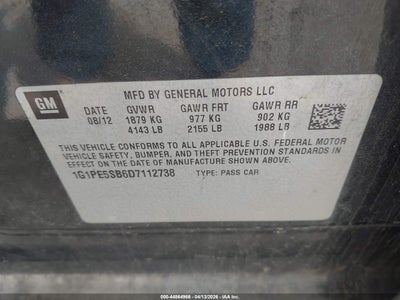 MFD BY GENERAL MOTORS LLC
GM
DATE GVWR GAWR FRT GAWR RR
08/12 1879 KG 977 KG 902 KG
4143 LB 2155 LB 1988 LB
THIS VEHICLE CONFORMS TO ALL APPLICABLE U.S. FEDERAL MOTOR
VEHICLE SAFETY, BUMPER, AND THEFT PREVENTION STANDARDS IN
EFFECT ON THE DATE OF MANUFACTURE SHOWN ABOVE.
1G1PE5SB6D7112738 TYPE: PASS CAR
000-44864966 - 04/13/2026 - IAA, LLC